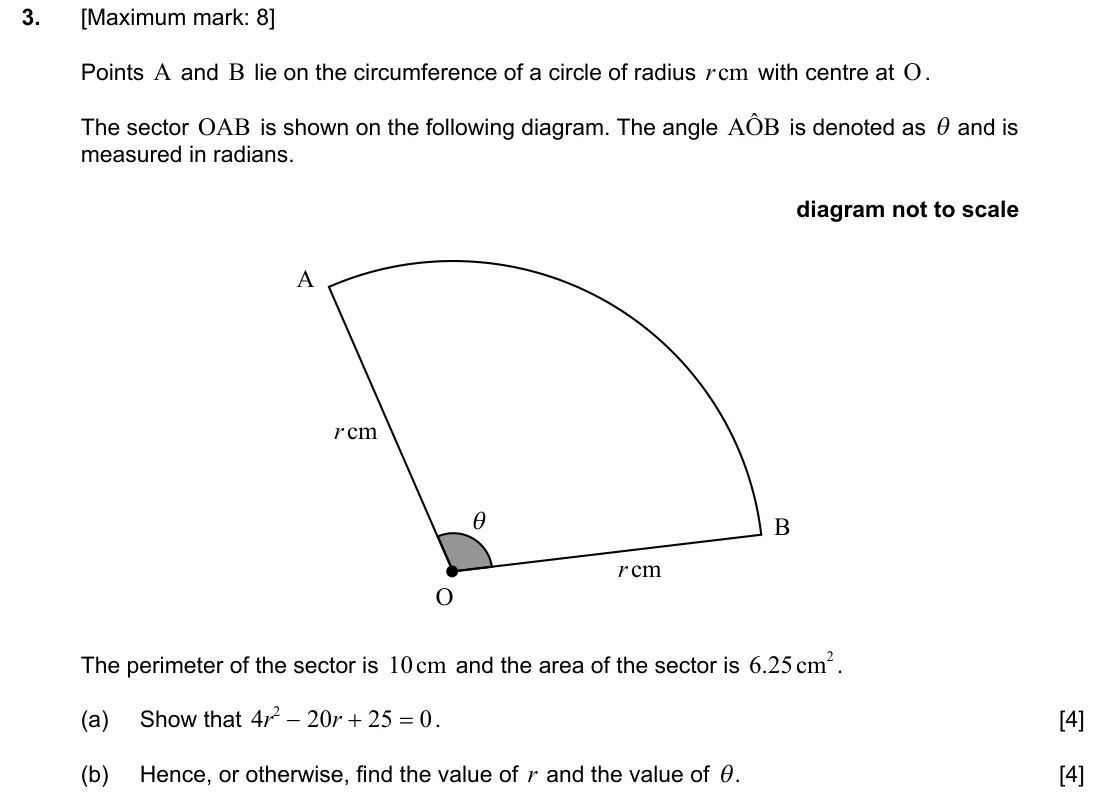 3. [Maximum mark: 8]
Points A and B lie on the circumference of a circle of radius r cm with centre at O.
The sector OAB is shown on the following diagram. The angle AÔB is denoted as θ and is
measured in radians.
diagram not to scale
A
r cm
θ
B
r cm
O
The perimeter of the sector is 10 cm and the area of the sector is 6.25 cm².
(a) Show that 4r² − 20r + 25 = 0. [4]
(b) Hence, or otherwise, find the value of r and the value of θ. [4]